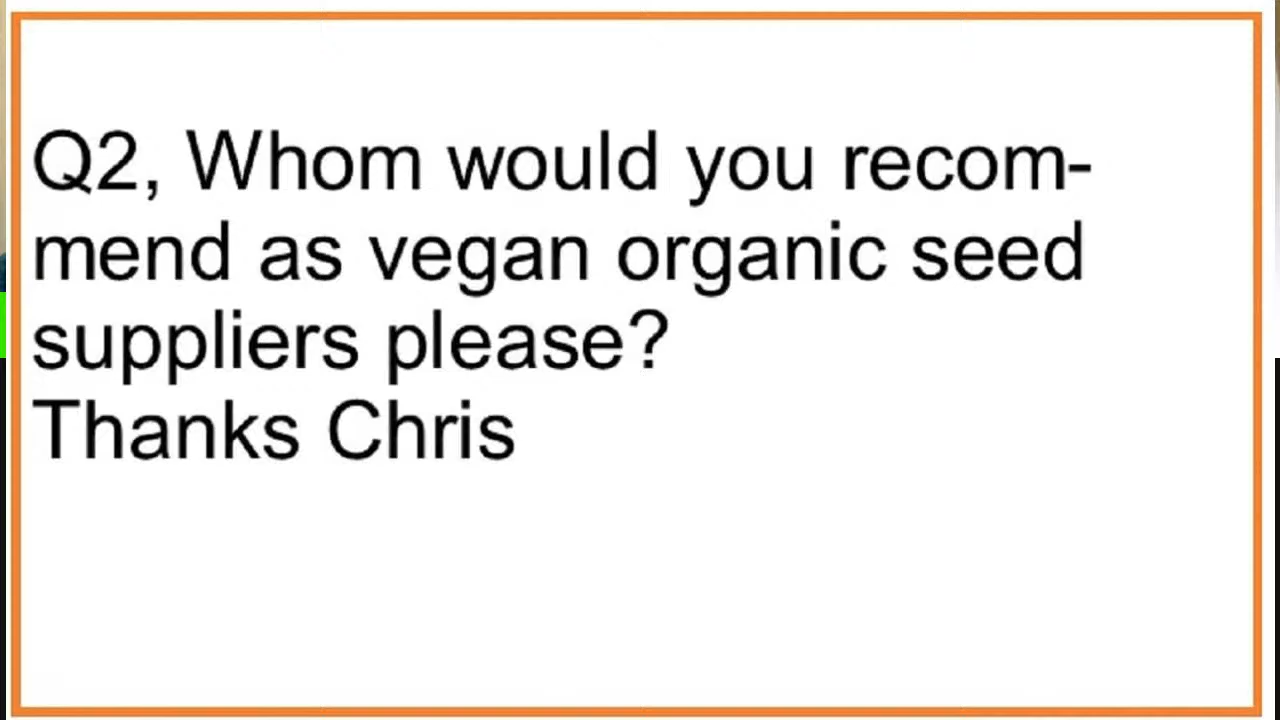 Q2, Whom would you recom-
mend as vegan organic seed
suppliers please?
Thanks Chris